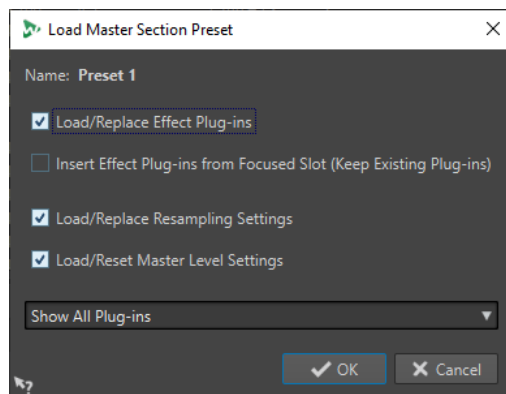 Load Master Section Preset
Name: Preset 1
Load/Replace Effect Plug-ins
Insert Effect Plug-ins from Focused Slot (Keep Existing Plug-ins)
Load/Replace Resampling Settings
Load/Reset Master Level Settings
Show All Plug-ins
OK
Cancel
?